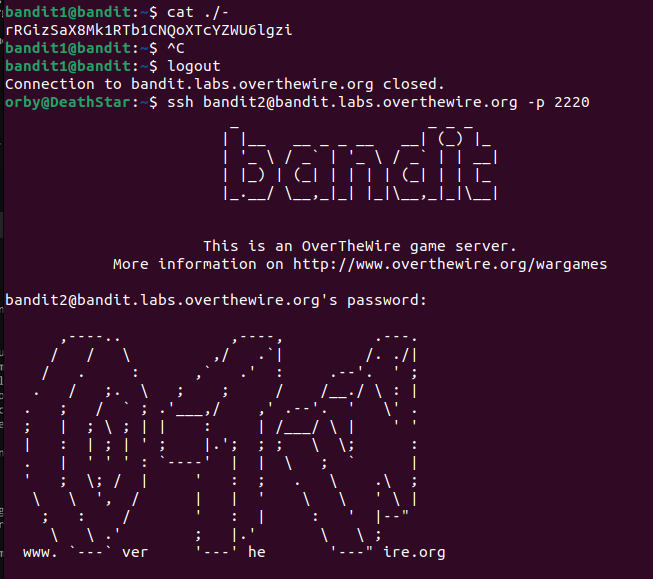 bandit1@bandit:~$ cat ./-
rRGizSaX8Mk1RTb1CNQoXTcYZWU6lgzi
bandit1@bandit:~$ ^C
bandit1@bandit:~$ logout
Connection to bandit.labs.overthewire.org closed.
orby@DeathStar:~$ ssh bandit2@bandit.labs.overthewire.org -p 2220
bandit
This is an OverTheWire game server.
More information on http://www.overthewire.org/wargames
bandit2@bandit.labs.overthewire.org's password:
www. ver he ire.org